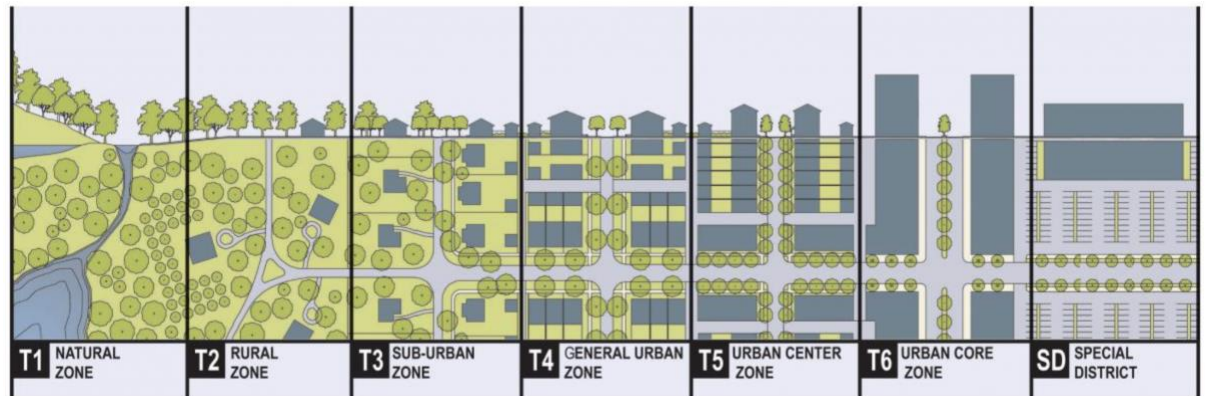 T1 NATURAL
ZONE
T2 RURAL
ZONE
T3 SUB-URBAN
ZONE
T4 GENERAL URBAN
ZONE
T5 URBAN CENTER
ZONE
T6 URBAN CORE
ZONE
SD SPECIAL
DISTRICT